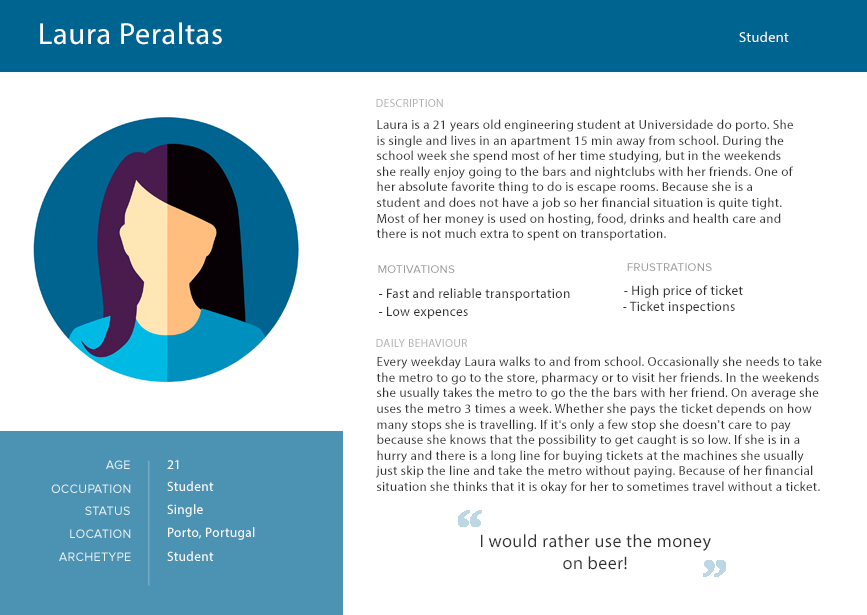 Laura Peraltas
Student
DESCRIPTION
Laura is a 21 years old engineering student at Universidade do porto. She
is single and lives in an apartment 15 min away from school. During the
school week she spend most of her time studying, but in the weekends
she really enjoy going to the bars and nightclubs with her friends. One of
her absolute favorite thing to do is escape rooms. Because she is a
student and does not have a job so her financial situation is quite tight.
Most of her money is used on hosting, food, drinks and health care and
there is not much extra to spent on transportation.
MOTIVATIONS
- Fast and reliable transportation
- Low expences
FRUSTRATIONS
- High price of ticket
- Ticket inspections
DAILY BEHAVIOUR
Every weekday Laura walks to and from school. Occasionally she needs to take
the metro to go to the store, pharmacy or to visit her friends. In the weekends
she usually takes the metro to go the the bars with her friend. On average she
uses the metro 3 times a week. Whether she pays the ticket depends on how
many stops she is travelling. If it's only a few stop she doesn't care to pay
because she knows that the possibility to get caught is so low. If she is in a
hurry and there is a long line for buying tickets at the machines she usually
just skip the line and take the metro without paying. Because of her financial
situation she thinks that it is okay for her to sometimes travel without a ticket.
“
I would rather use the money
on beer!
”
AGE 21
OCCUPATION Student
STATUS Single
LOCATION Porto, Portugal
ARCHETYPE Student